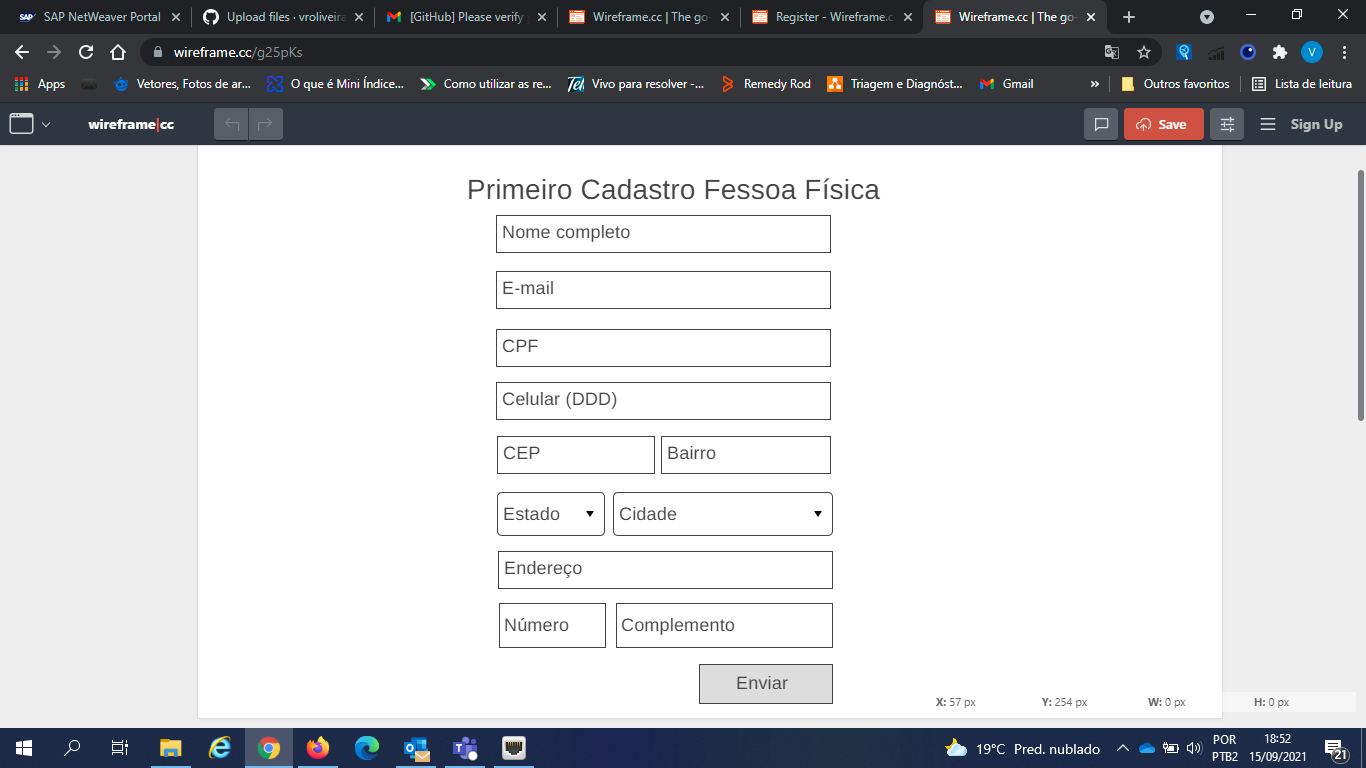 SAP NetWeaver Portal
Upload files · vroliveira
[GitHub] Please verify
Wireframe.cc | The go-
Register - Wireframe.c
Wireframe.cc | The go-
wireframe.cc/g25pKs
V
Apps
Vetores, Fotos de ar...
O que é Mini Índice...
Como utilizar as re...
Vivo para resolver -...
Remedy Rod
Triagem e Diagnóst...
Gmail
»
Outros favoritos
Lista de leitura
wireframe|cc
Save
Sign Up
Primeiro Cadastro Fessoa Física
Nome completo
E-mail
CPF
Celular (DDD)
CEP Bairro
Estado Cidade
Endereço
Número Complemento
Enviar
X: 57 px Y: 254 px W: 0 px H: 0 px
19°C Pred. nublado
POR
PTB2
18:52
15/09/2021
21